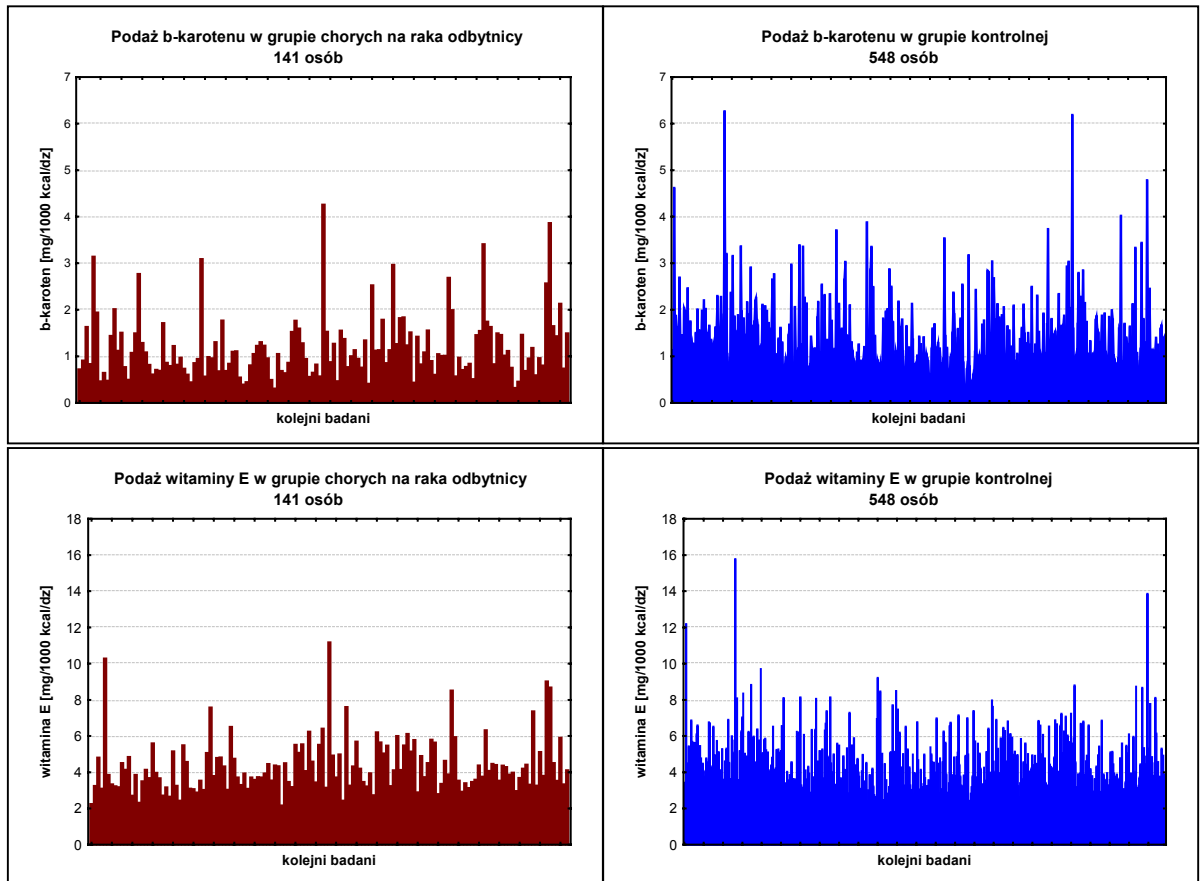 Podaż b-karotenu w grupie chorych na raka odbytnicy
141 osób
7
6
5
4
3
2
1
0
b-karoten [mg/1000 kcal/dz]
kolejni badani
Podaż b-karotenu w grupie kontrolnej
548 osób
7
6
5
4
3
2
1
0
b-karoten [mg/1000 kcal/dz]
kolejni badani
Podaż witaminy E w grupie chorych na raka odbytnicy
141 osób
18
16
14
12
10
8
6
4
2
0
witamina E [mg/1000 kcal/dz]
kolejni badani
Podaż witaminy E w grupie kontrolnej
548 osób
18
16
14
12
10
8
6
4
2
0
witamina E [mg/1000 kcal/dz]
kolejni badani